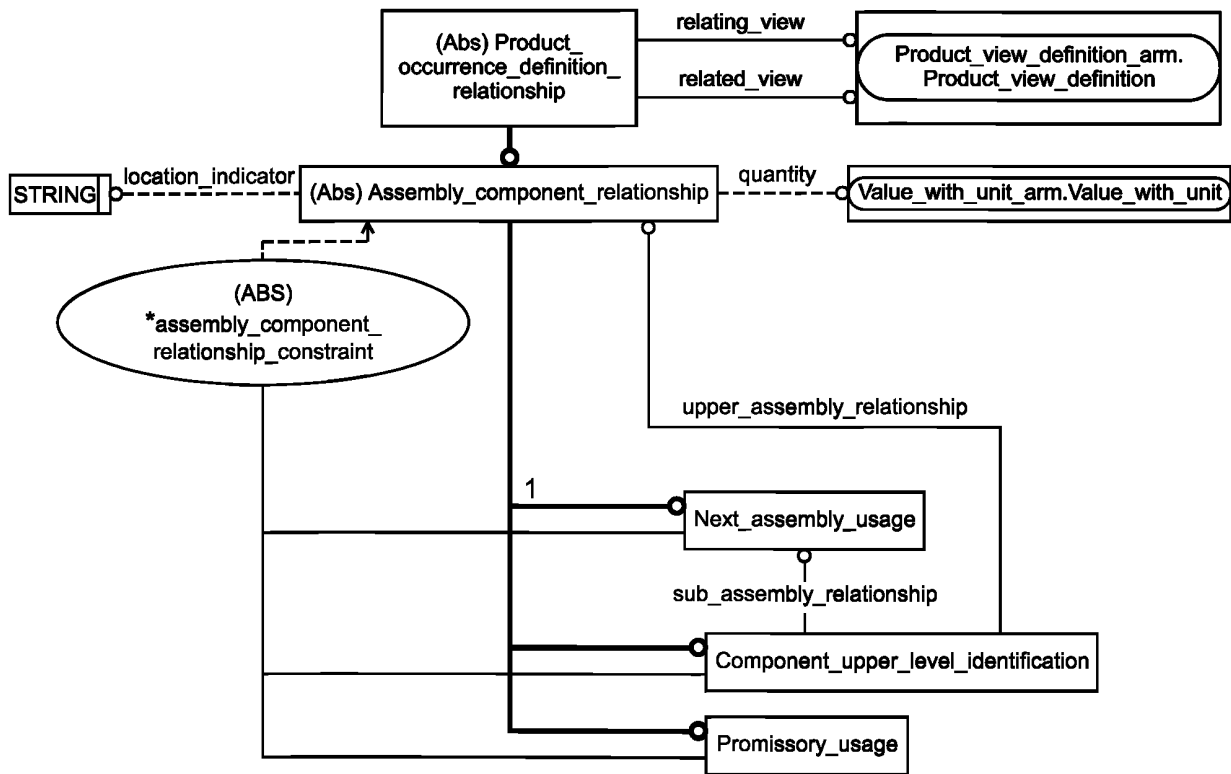 relating_view
(Abs) Product_
occurrence_definition_
relationship
Product_view_definition_arm.
Product_view_definition
related_view
location_indicator
quantity
STRING
(Abs) Assembly_component_relationship
Value_with_unit_arm.Value_with_unit
(ABS)
*assembly_component_
relationship_constraint
upper_assembly_relationship
1
Next_assembly_usage
sub_assembly_relationship
Component_upper_level_identification
Promissory_usage